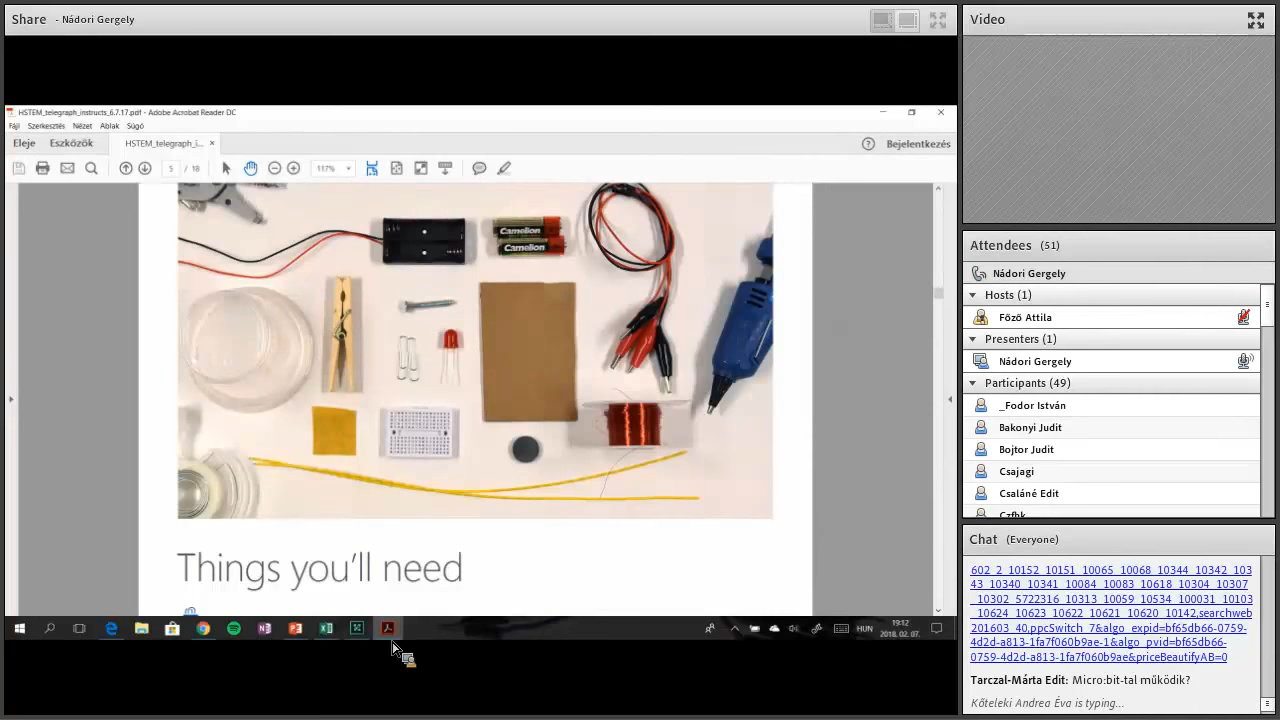 Share - Nádori Gergely
HSTEM_telegraph_instructs_6.7.17.pdf - Adobe Acrobat Reader DC
Fájl Szerkesztés Nézet Ablak Súgó
Eleje Eszközök HSTEM_telegraph_i... × Bejelentkezés
5 / 18 117%
Camelion
Camelion
Things you'll need
HUN
19:12
2018. 02. 07.
Video
Attendees (51)
Nádori Gergely
Hosts (1)
Főző Attila
Presenters (1)
Nádori Gergely
Participants (49)
_Fodor István
Bakonyi Judit
Bojtor Judit
Csajagi
Csaláné Edit
Czfbk
Chat (Everyone)
602_2_10152_10151_10065_10068_10344_10342_103
43_10340_10341_10084_10083_10618_10304_10307
_10302_5722316_10313_10059_10534_100031_10103
_10624_10623_10622_10621_10620_10142,searchweb
201603_40,ppcSwitch_7&algo_expid=bf65db66-0759-
4d2d-a813-1fa7f060b9ae-1&algo_pvid=bf65db66-
0759-4d2d-a813-1fa7f060b9ae&priceBeautifyAB=0
Tarczal-Márta Edit: Micro:bit-tal működik?
Kőteleki Andrea Éva is typing...